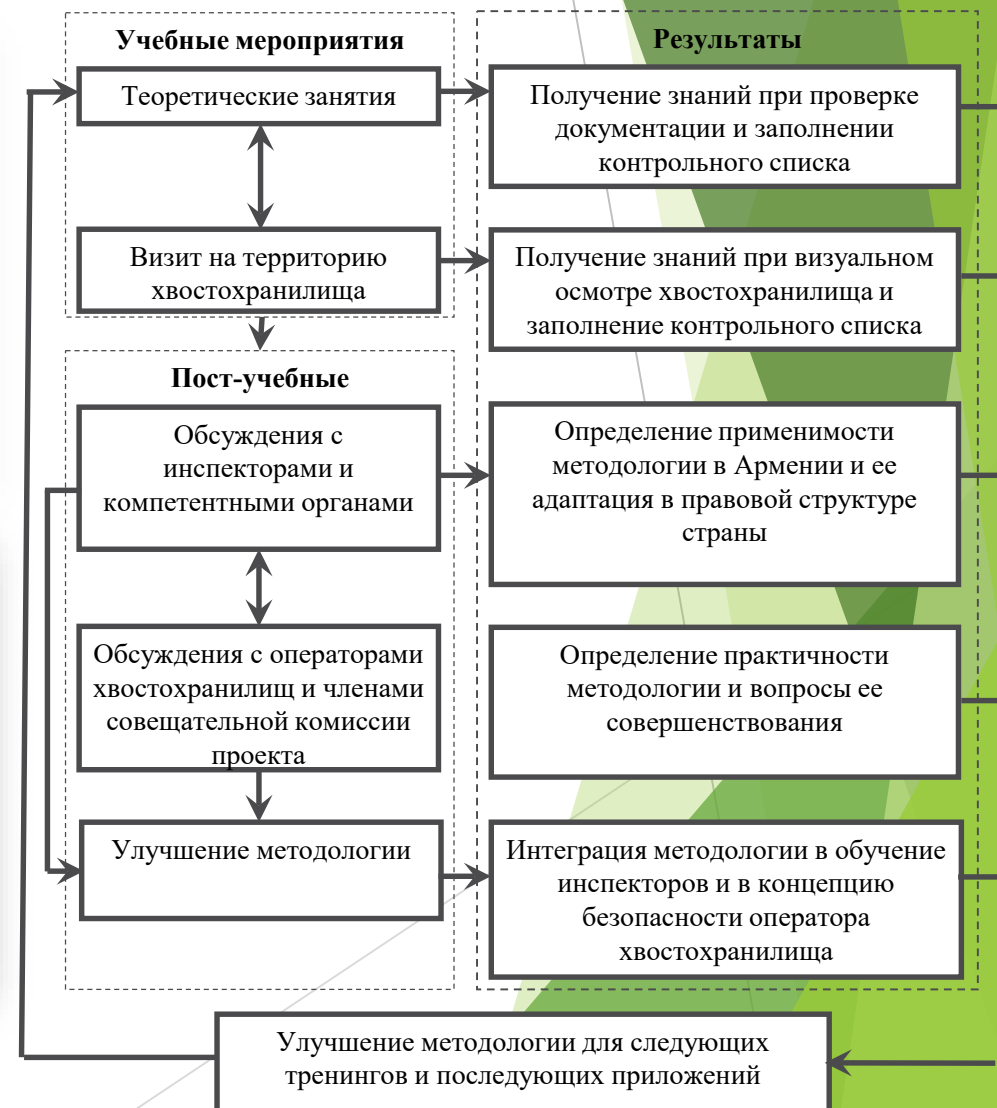 Учебные мероприятия
Теоретические занятия
Визит на территорию
хвостохранилища
Пост-учебные
Обсуждения с
инспекторами и
компетентными органами
Обсуждения с операторами
хвостохранилищ и членами
совещательной комиссии
проекта
Улучшение методологии
Результаты
Получение знаний при проверке
документации и заполнении
контрольного списка
Получение знаний при визуальном
осмотре хвостохранилища и
заполнение контрольного списка
Определение применимости
методологии в Армении и ее
адаптация в правовой структуре
страны
Определение практичности
методологии и вопросы ее
совершенствования
Интеграция методологии в обучение
инспекторов и в концепцию
безопасности оператора
хвостохранилища
Улучшение методологии для следующих
тренингов и последующих приложений